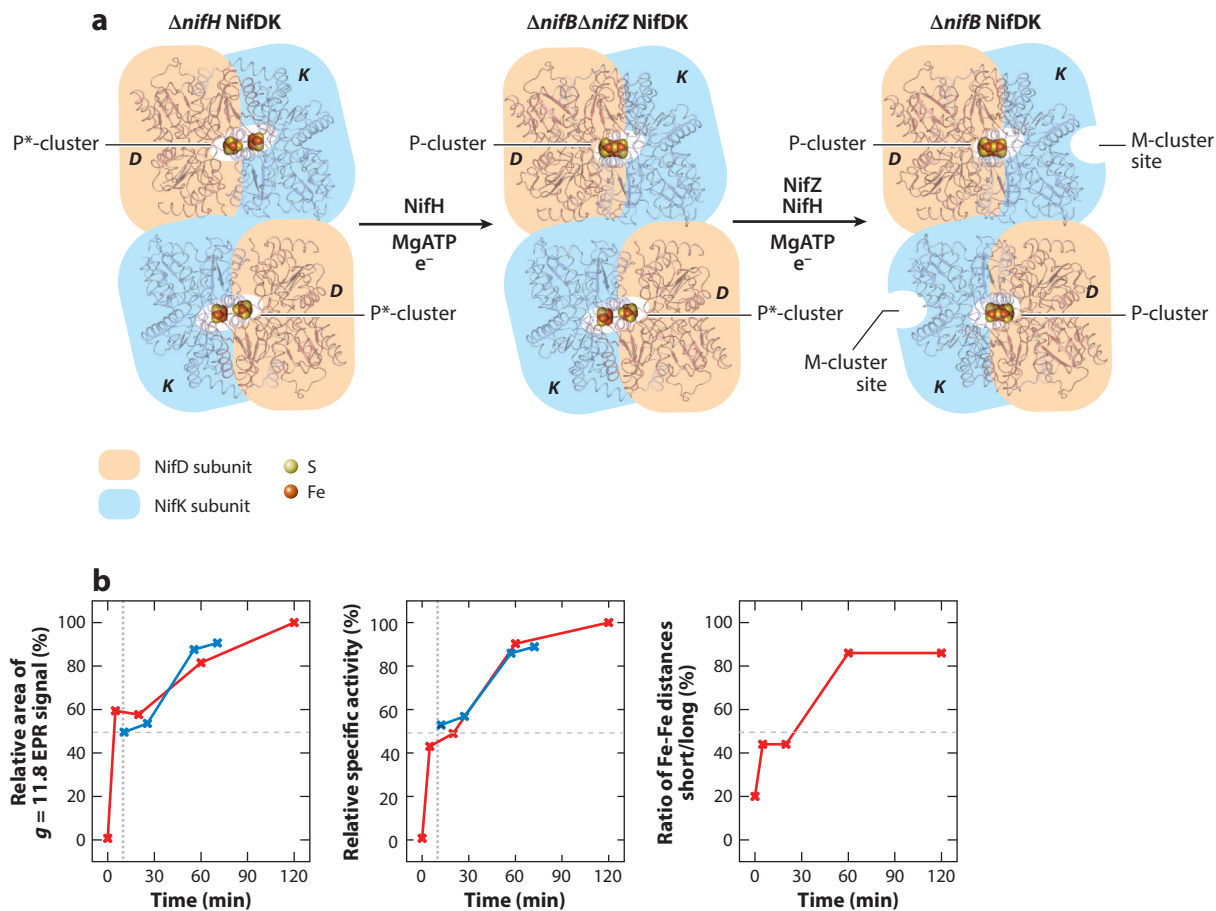 a
ΔnifH NifDK
ΔnifBΔnifZ NifDK
ΔnifB NifDK
K
K
K
P*-cluster
P-cluster
P-cluster
M-cluster
site
D
D
D
NifH
MgATP
e–
NifZ
NifH
MgATP
e–
D
D
D
P*-cluster
P*-cluster
P-cluster
M-cluster
site
K
K
K
NifD subunit
S
NifK subunit
Fe
b
Relative area of
g = 11.8 EPR signal (%)
100
80
60
40
20
0
0 30 60 90 120
Time (min)
Relative specific activity (%)
100
80
60
40
20
0
0 30 60 90 120
Time (min)
Ratio of Fe-Fe distances
short/long (%)
100
80
60
40
20
0
0 30 60 90 120
Time (min)